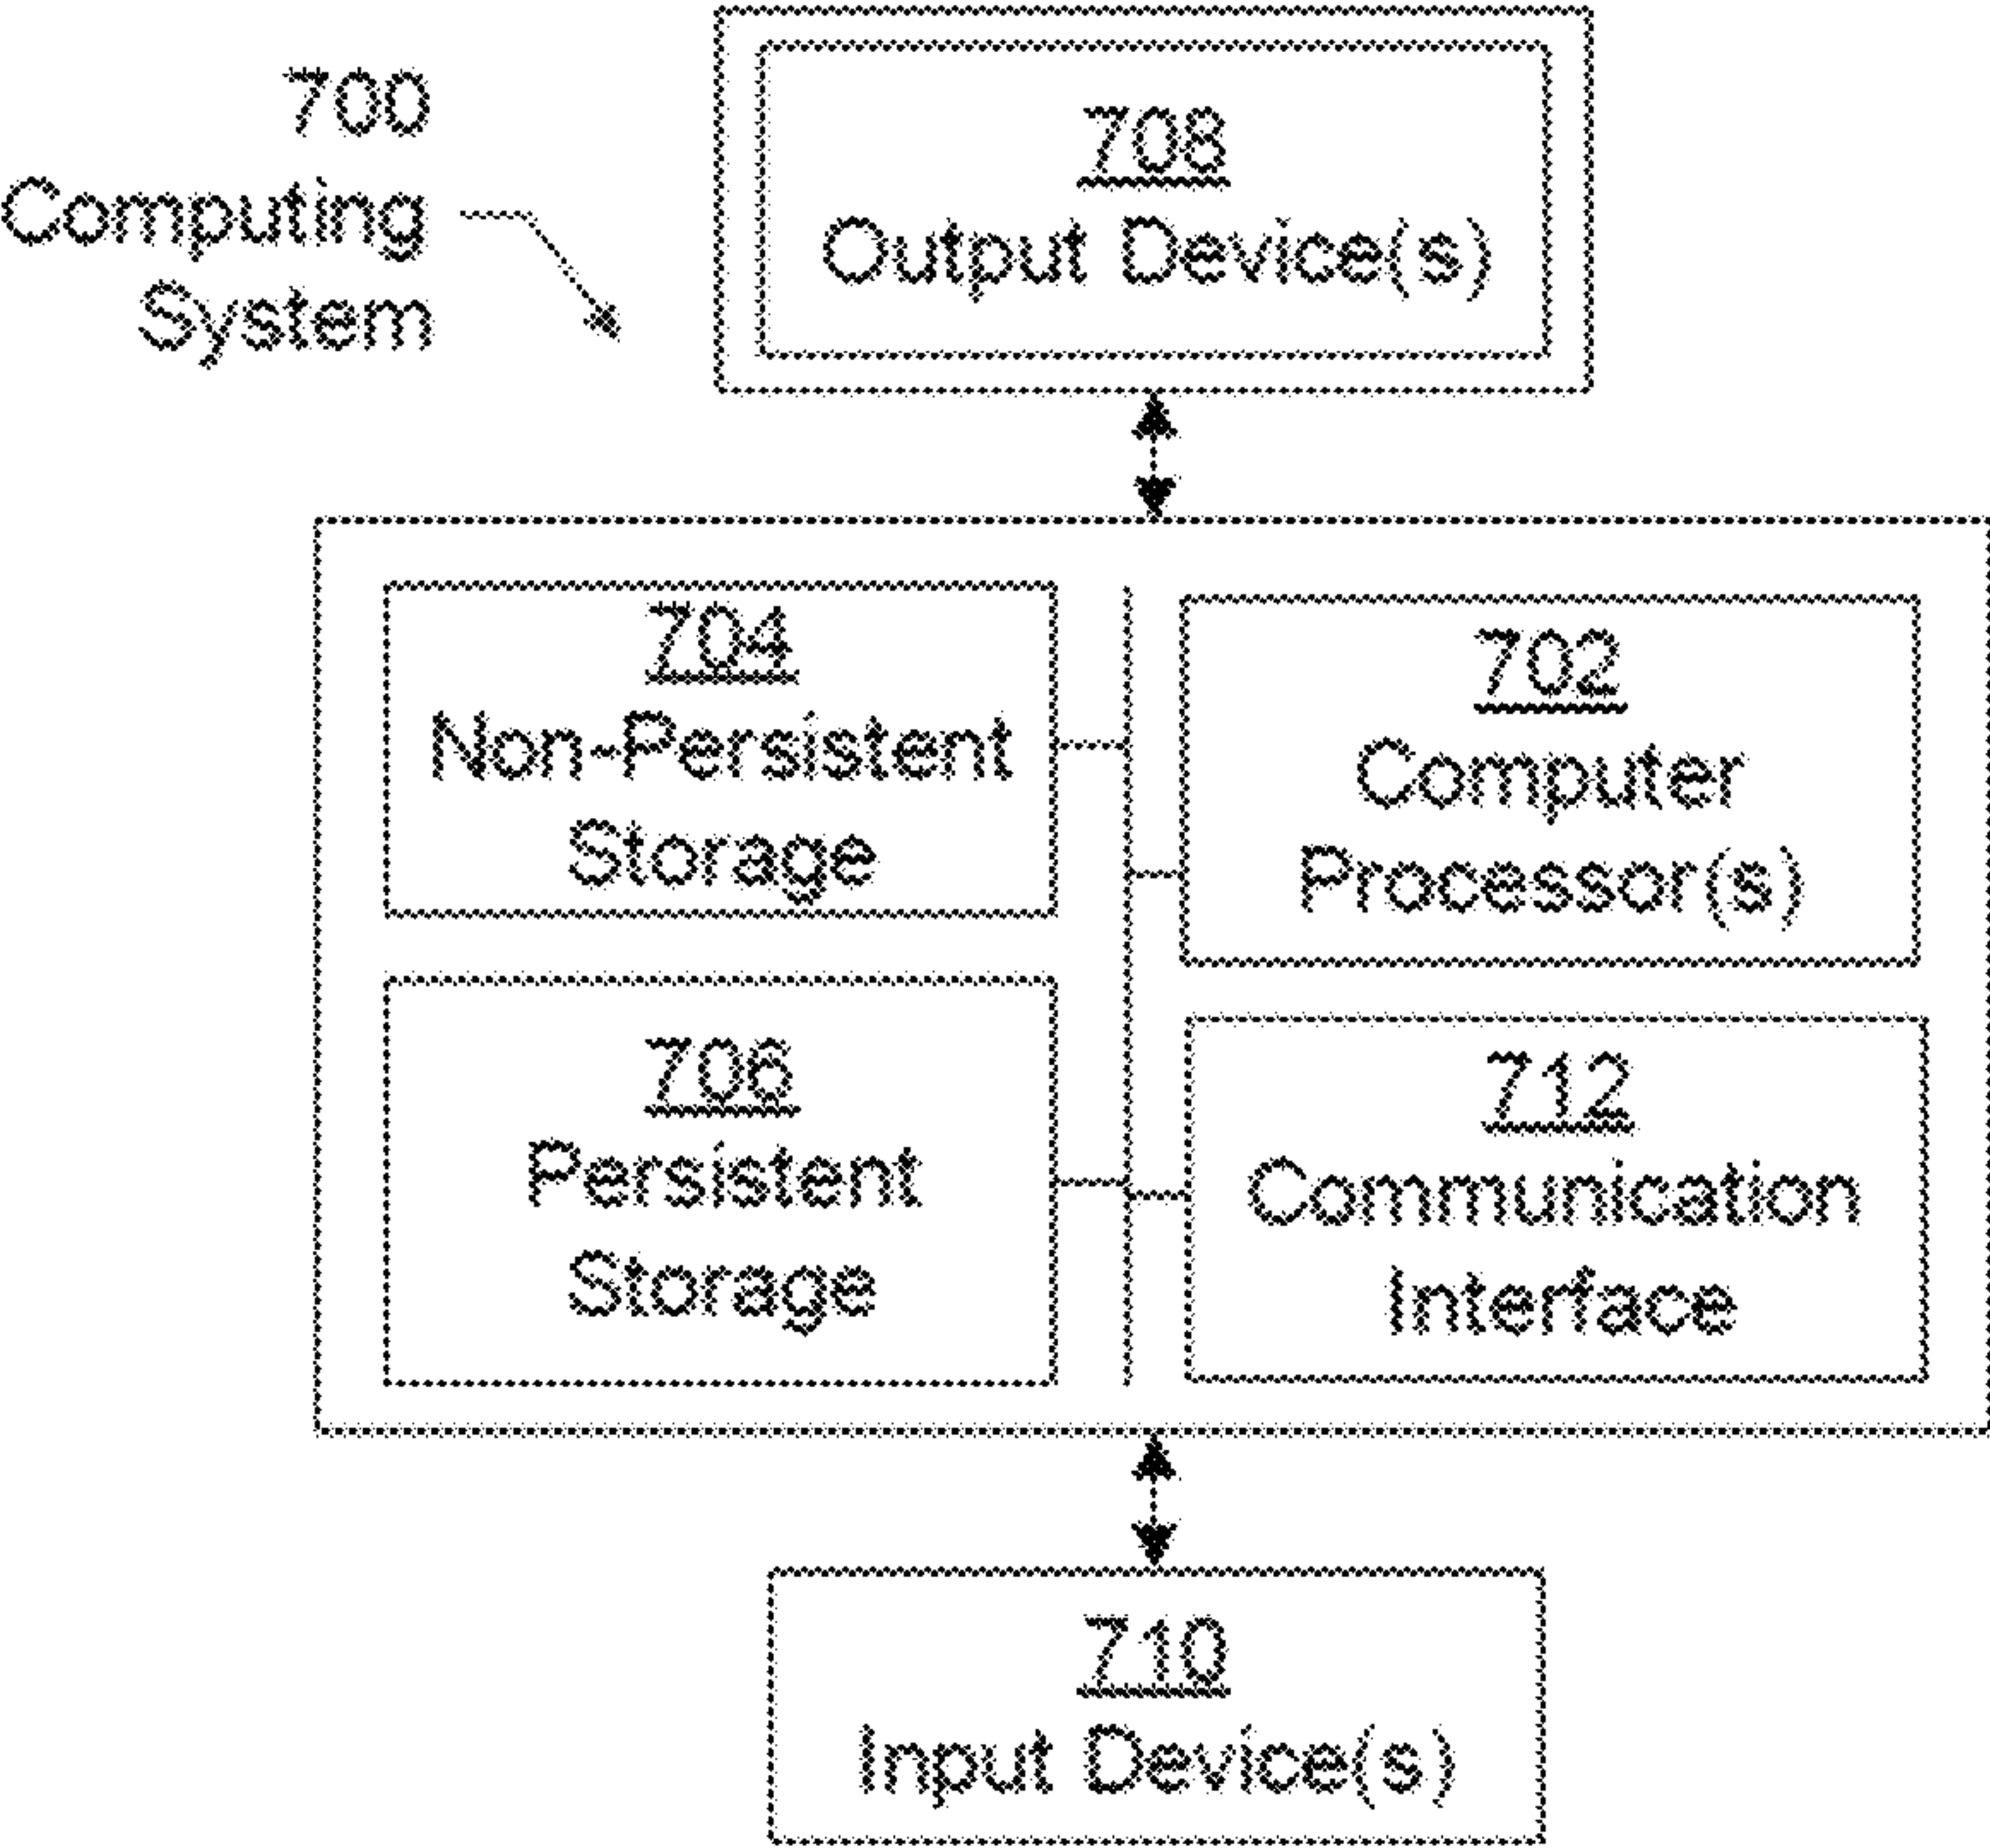 700
Computing
System
708
Output Device(s)
704
Non-Persistent
Storage
702
Computer
Processor(s)
706
Persistent
Storage
712
Communication
Interface
710
Input Device(s)